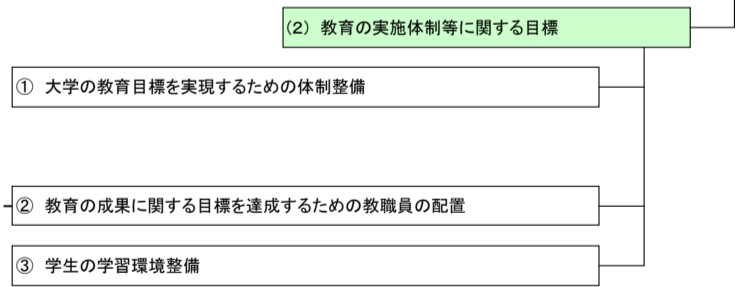 (2) 教育の実施体制等に関する目標
① 大学の教育目標を実現するための体制整備
② 教育の成果に関する目標を達成するための教職員の配置
③ 学生の学習環境整備